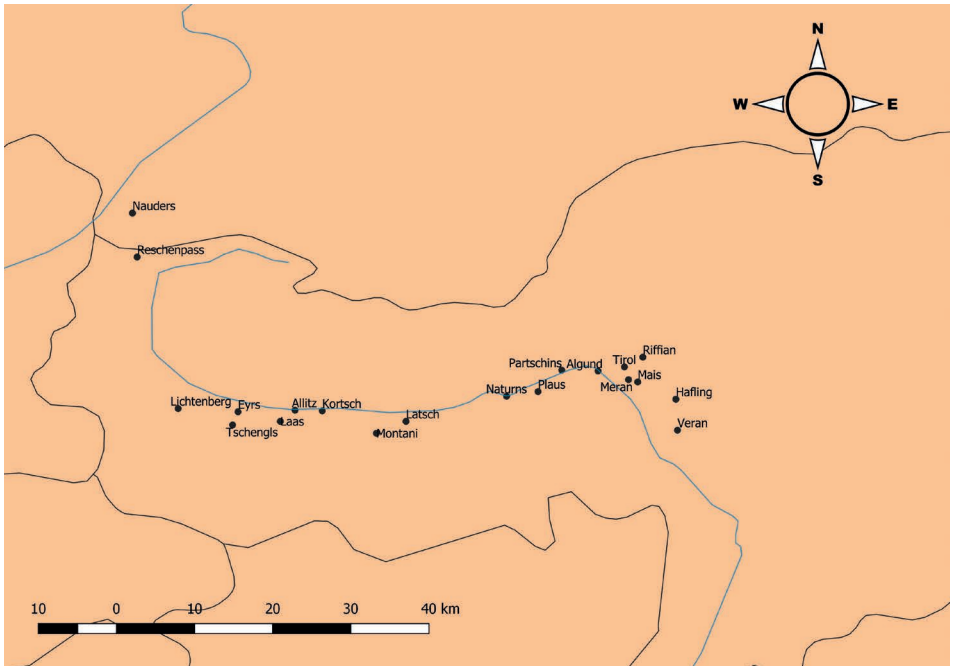 N
W E
S
Nauders
Reschenpass
Riffian
Partschins Algund Tirol
Mais
Meran
Naturns Plaus
Hafling
Lichtenberg Eyrs Allitz Kortsch
Latsch
Laas
Tschengls
Montani
Veran
10 0 10 20 30 40 km